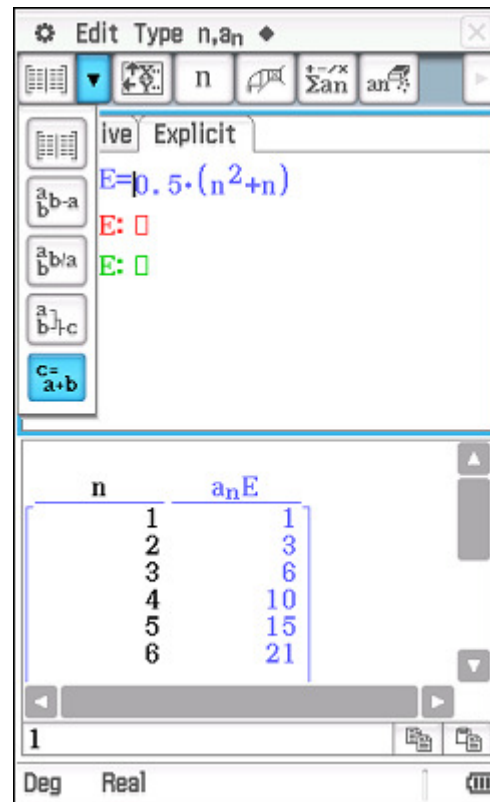 Edit Type n,aₙ ◆
n +-/× Σan an
ive Explicit
E=0.5·(n²+n)
E: □
E: □
a b b-a
a b b/a
a b c
c= a+b
n aₙE
1 1
2 3
3 6
4 10
5 15
6 21
1
Deg Real